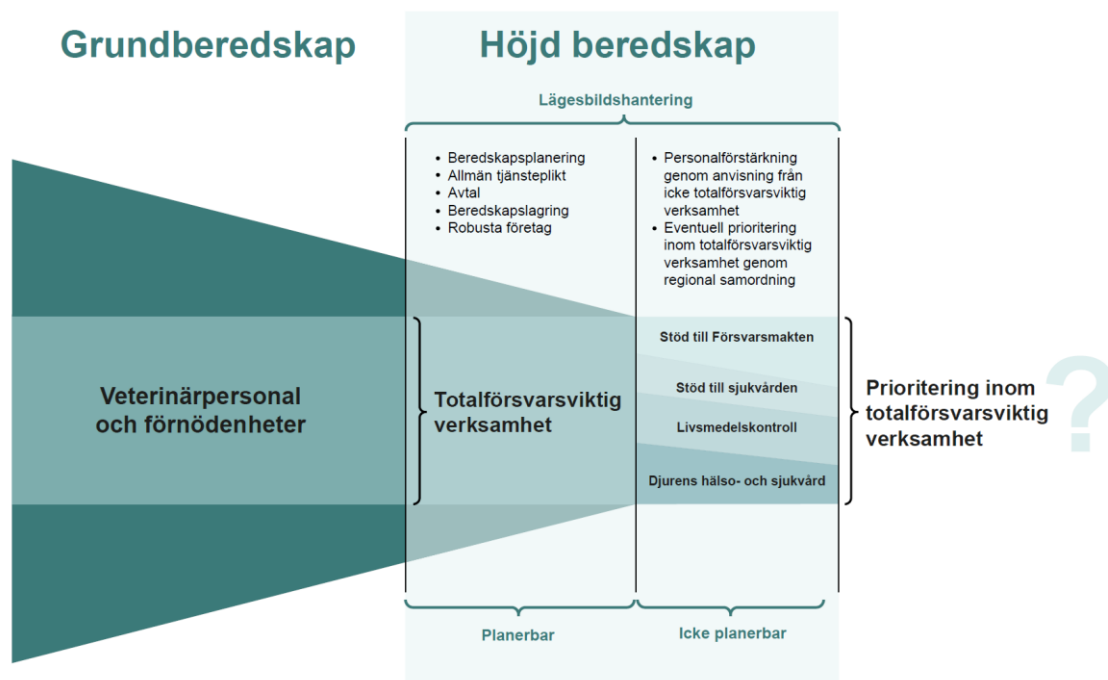 Grundberedskap
Höjd beredskap
Lägesbildshantering
• Beredskapsplanering
• Allmän tjänsteplikt
• Avtal
• Beredskapslagring
• Robusta företag
• Personalförstärkning
genom anvisning från
icke totalförsvarsviktig
verksamhet
• Eventuell prioritering
inom totalförsvarsviktig
verksamhet genom
regional samordning
Veterinärpersonal
och förnödenheter
Totalförsvarsviktig
verksamhet
Stöd till Försvarsmakten
Stöd till sjukvården
Livsmedelskontroll
Djurens hälso- och sjukvård
Prioritering inom
totalförsvarsviktig
verksamhet
?
Planerbar
Icke planerbar